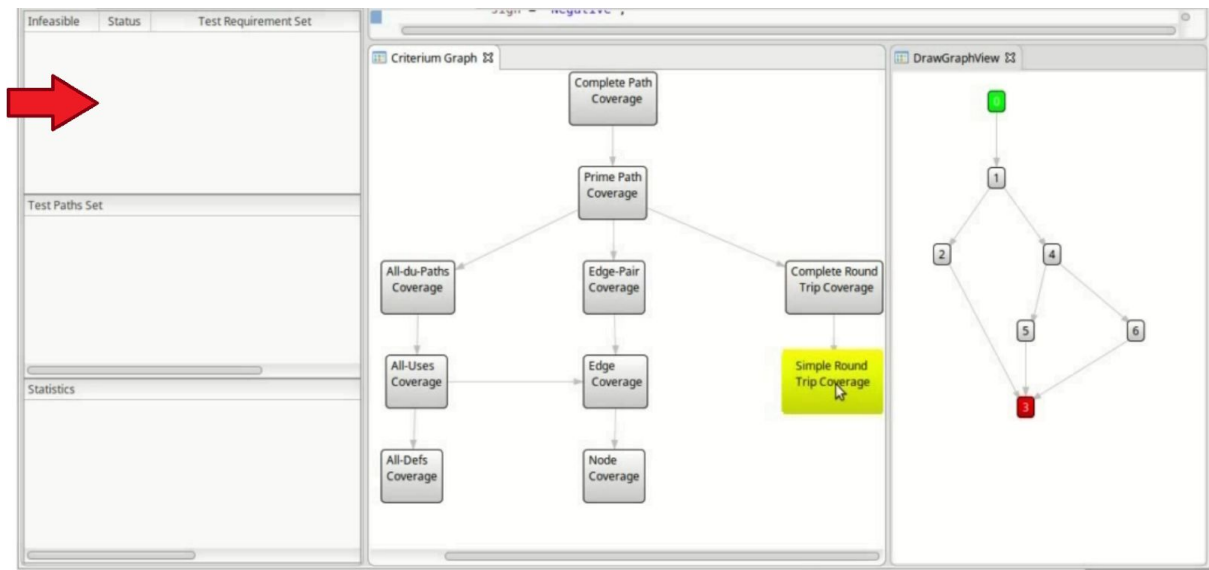 Infeasible Status Test Requirement Set
sign = "Negative";
Criterium Graph
DrawGraphView
Complete Path
Coverage
0
Prime Path
Coverage
1
Test Paths Set
2
4
All-du-Paths
Coverage
Edge-Pair
Coverage
Complete Round
Trip Coverage
5
6
All-Uses
Coverage
Edge
Coverage
Simple Round
Trip Coverage
Statistics
3
All-Defs
Coverage
Node
Coverage